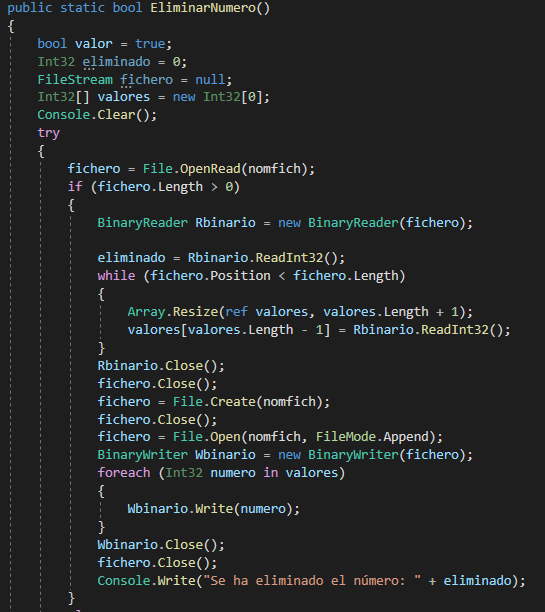 public static bool EliminarNumero()
{
bool valor = true;
Int32 eliminado = 0;
FileStream fichero = null;
Int32[] valores = new Int32[0];
Console.Clear();
try
{
fichero = File.OpenRead(nomfich);
if (fichero.Length > 0)
{
BinaryReader Rbinario = new BinaryReader(fichero);
eliminado = Rbinario.ReadInt32();
while (fichero.Position < fichero.Length)
{
Array.Resize(ref valores, valores.Length + 1);
valores[valores.Length - 1] = Rbinario.ReadInt32();
}
Rbinario.Close();
fichero.Close();
fichero = File.Create(nomfich);
fichero.Close();
fichero = File.Open(nomfich, FileMode.Append);
BinaryWriter Wbinario = new BinaryWriter(fichero);
foreach (Int32 numero in valores)
{
Wbinario.Write(numero);
}
Wbinario.Close();
fichero.Close();
Console.Write("Se ha eliminado el número: " + eliminado);
}